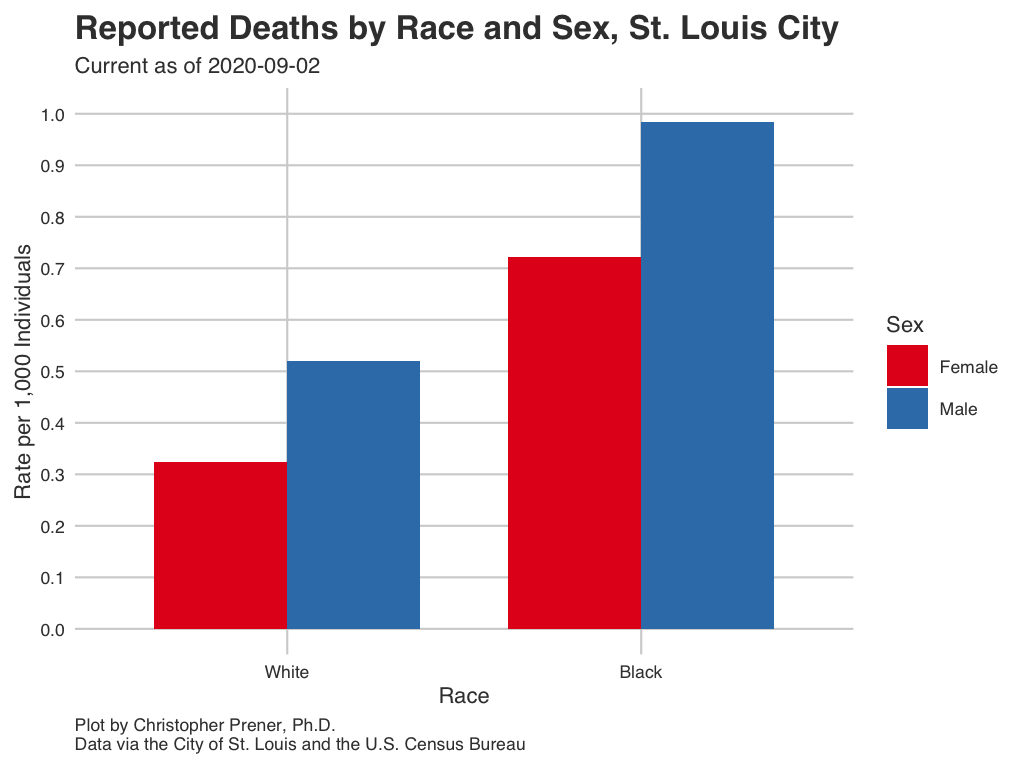 Reported Deaths by Race and Sex, St. Louis City
Current as of 2020-09-02
Rate per 1,000 Individuals
1.0
0.9
0.8
0.7
0.6
0.5
0.4
0.3
0.2
0.1
0.0
White
Black
Race
Sex
Female
Male
Plot by Christopher Prener, Ph.D.
Data via the City of St. Louis and the U.S. Census Bureau